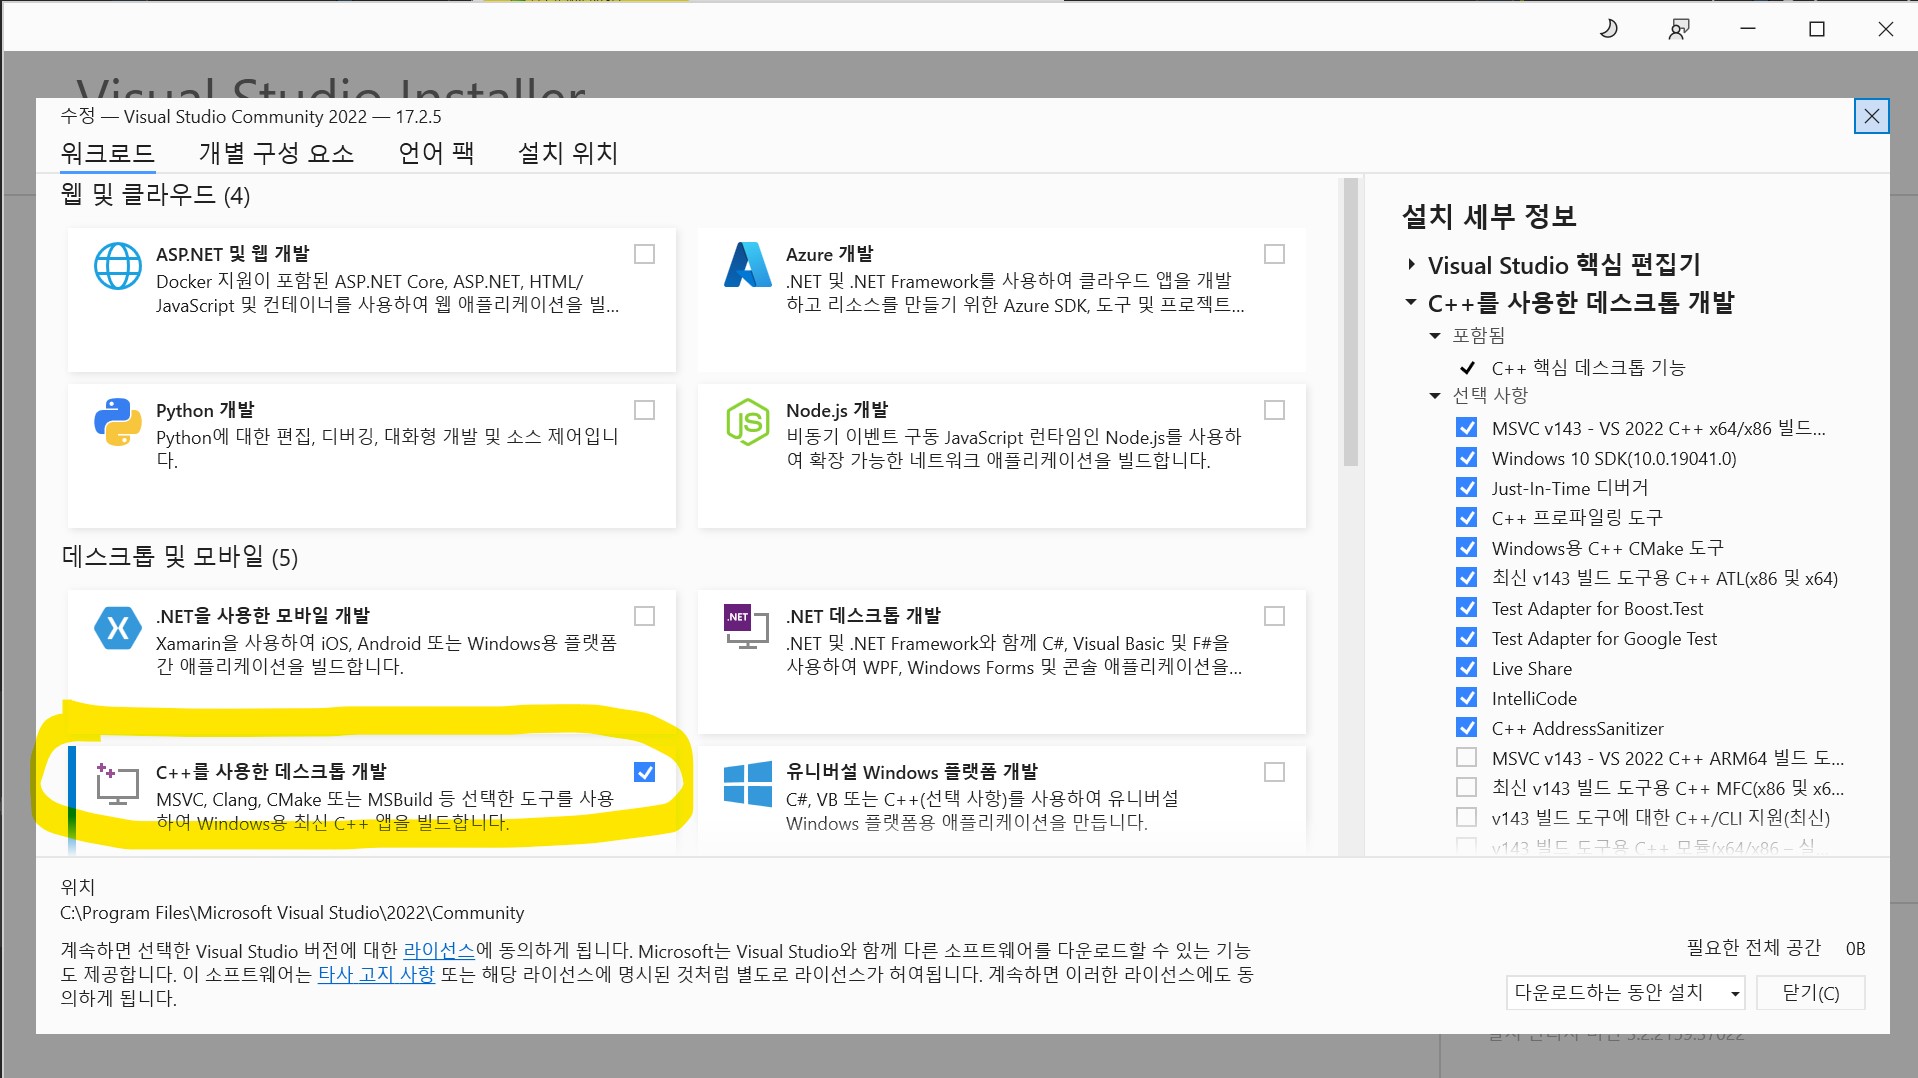 Visual Studio Installer
수정 — Visual Studio Community 2022 — 17.2.5
워크로드 개별 구성 요소 언어 팩 설치 위치
웹 및 클라우드 (4)
ASP.NET 및 웹 개발
Docker 지원이 포함된 ASP.NET Core, ASP.NET, HTML/
JavaScript 및 컨테이너를 사용하여 웹 애플리케이션을 빌...
Azure 개발
.NET 및 .NET Framework를 사용하여 클라우드 앱을 개발
하고 리소스를 만들기 위한 Azure SDK, 도구 및 프로젝트...
Python 개발
Python에 대한 편집, 디버깅, 대화형 개발 및 소스 제어입니
다.
Node.js 개발
비동기 이벤트 구동 JavaScript 런타임인 Node.js를 사용하
여 확장 가능한 네트워크 애플리케이션을 빌드합니다.
데스크톱 및 모바일 (5)
.NET을 사용한 모바일 개발
Xamarin을 사용하여 iOS, Android 또는 Windows용 플랫폼
간 애플리케이션을 빌드합니다.
.NET 데스크톱 개발
.NET 및 .NET Framework와 함께 C#, Visual Basic 및 F#을
사용하여 WPF, Windows Forms 및 콘솔 애플리케이션을...
C++를 사용한 데스크톱 개발
MSVC, Clang, CMake 또는 MSBuild 등 선택한 도구를 사용
하여 Windows용 최신 C++ 앱을 빌드합니다.
유니버설 Windows 플랫폼 개발
C#, VB 또는 C++(선택 사항)를 사용하여 유니버설
Windows 플랫폼용 애플리케이션을 만듭니다.
설치 세부 정보
Visual Studio 핵심 편집기
C++를 사용한 데스크톱 개발
포함됨
C++ 핵심 데스크톱 기능
선택 사항
MSVC v143 - VS 2022 C++ x64/x86 빌드...
Windows 10 SDK(10.0.19041.0)
Just-In-Time 디버거
C++ 프로파일링 도구
Windows용 C++ CMake 도구
최신 v143 빌드 도구용 C++ ATL(x86 및 x64)
Test Adapter for Boost.Test
Test Adapter for Google Test
Live Share
IntelliCode
C++ AddressSanitizer
MSVC v143 - VS 2022 C++ ARM64 빌드 도...
최신 v143 빌드 도구용 C++ MFC(x86 및 x6...
v143 빌드 도구에 대한 C++/CLI 지원(최신)
v143 빌드 도구용 C++ 모듈(x64/x86 – 실...
위치
C:\Program Files\Microsoft Visual Studio\2022\Community
계속하면 선택한 Visual Studio 버전에 대한 라이선스에 동의하게 됩니다. Microsoft는 Visual Studio와 함께 다른 소프트웨어를 다운로드할 수 있는 기능
도 제공합니다. 이 소프트웨어는 타사 고지 사항 또는 해당 라이선스에 명시된 것처럼 별도로 라이선스가 허여됩니다. 계속하면 이러한 라이선스에도 동
의하게 됩니다.
필요한 전체 공간 0B
다운로드하는 동안 설치
닫기(C)